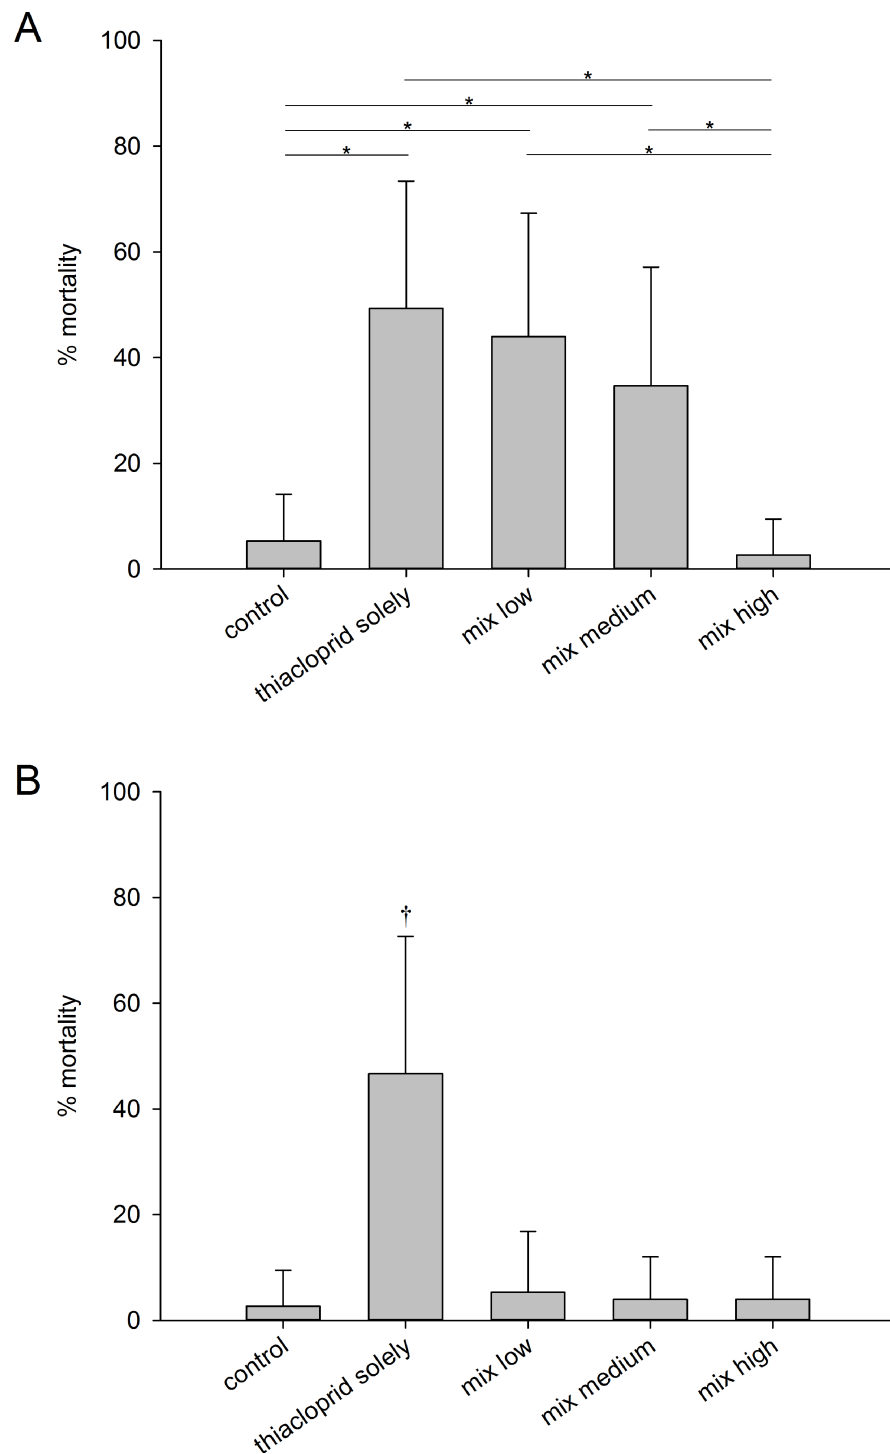 A
100
*
*
*
*
80
*
*
60
% mortality
40
20
0
control
thiacloprid solely
mix low
mix medium
mix high
B
100
80
†
60
% mortality
40
20
0
control
thiacloprid solely
mix low
mix medium
mix high